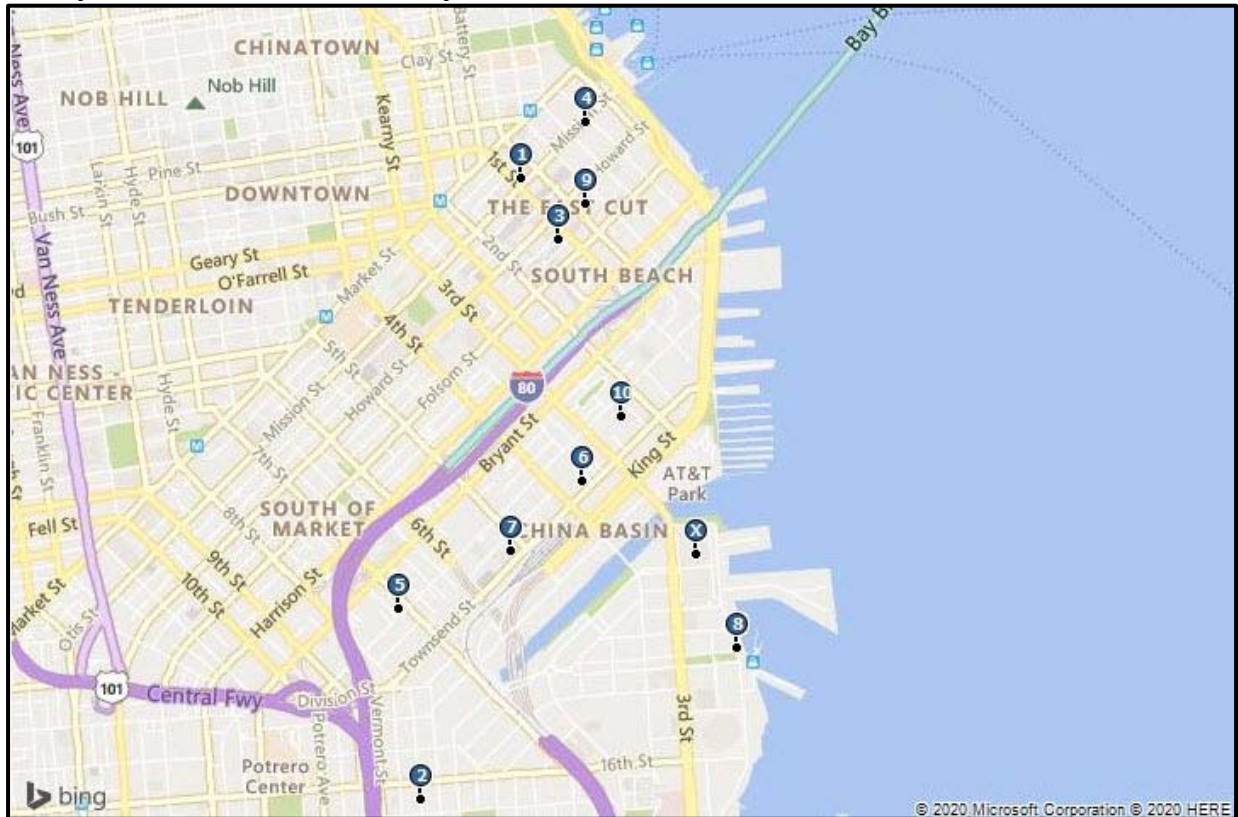 Bay B
CHINATOWN
Battery St
Clay St
Ness Ave
Nob Hill
NOB HILL
4
Kearny St
Mission St
101
1
1st St
Howard St
Larkin St
Hyde St
Pine St
9
DOWNTOWN
THE EAST CUT
Bush St
3
2nd St
Van Ness Ave
Geary St
O'Farrell St
Market St
SOUTH BEACH
3rd St
TENDERLOIN
4th St
5th St
AN NESS -
IC CENTER
Hyde St
Howard St
Folsom St
80
10
Franklin St
Mission St
Bryant St
King St
7th St
6
AT&T
Park
SOUTH OF
MARKET
8th St
Fell St
6th St
7
CHINA BASIN
X
9th St
10th St
Harrison St
5
Market St
Otis St
Townsend St
8
101
Central Fwy
Division St
Potrero Ave
Vermont St
3rd St
Potrero
Center
2
16th St
bing
© 2020 Microsoft Corporation © 2020 HERE